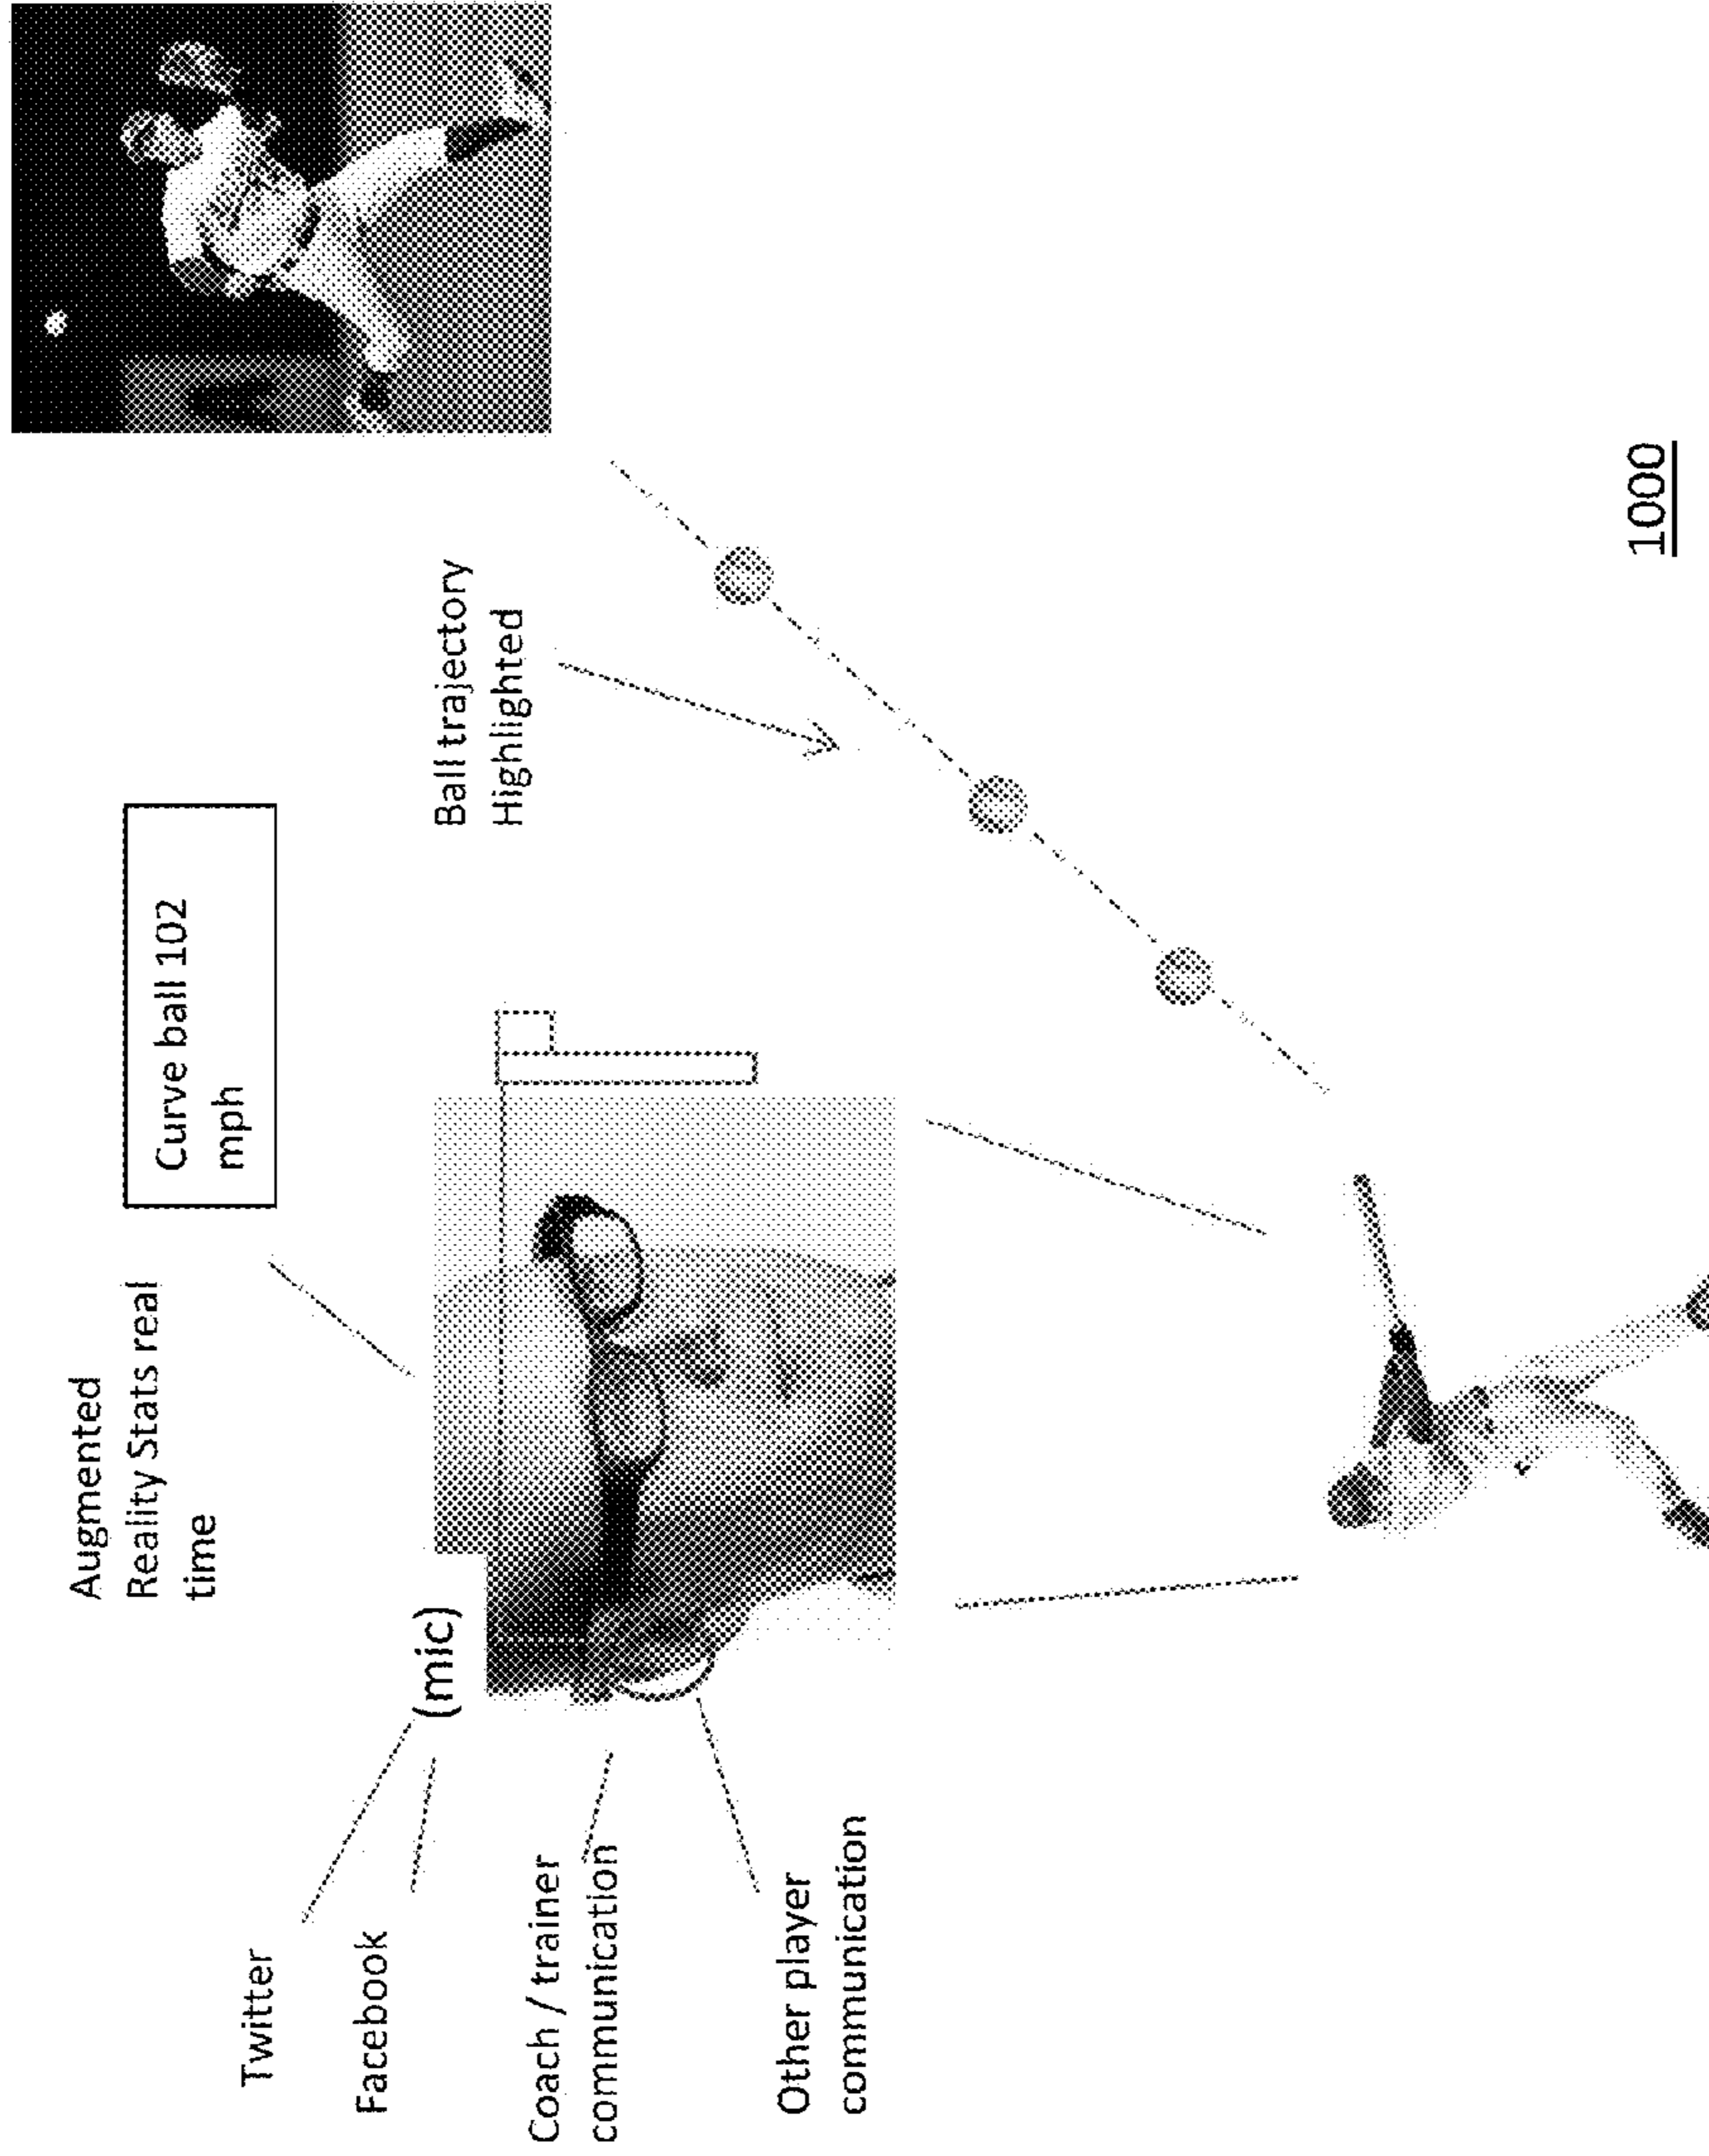 Augmented
Reality Stats real
time
Curve ball 102
mph
Twitter
Facebook
(mic)
Coach / trainer
communication
Other player
communication
Ball trajectory
Highlighted
1000